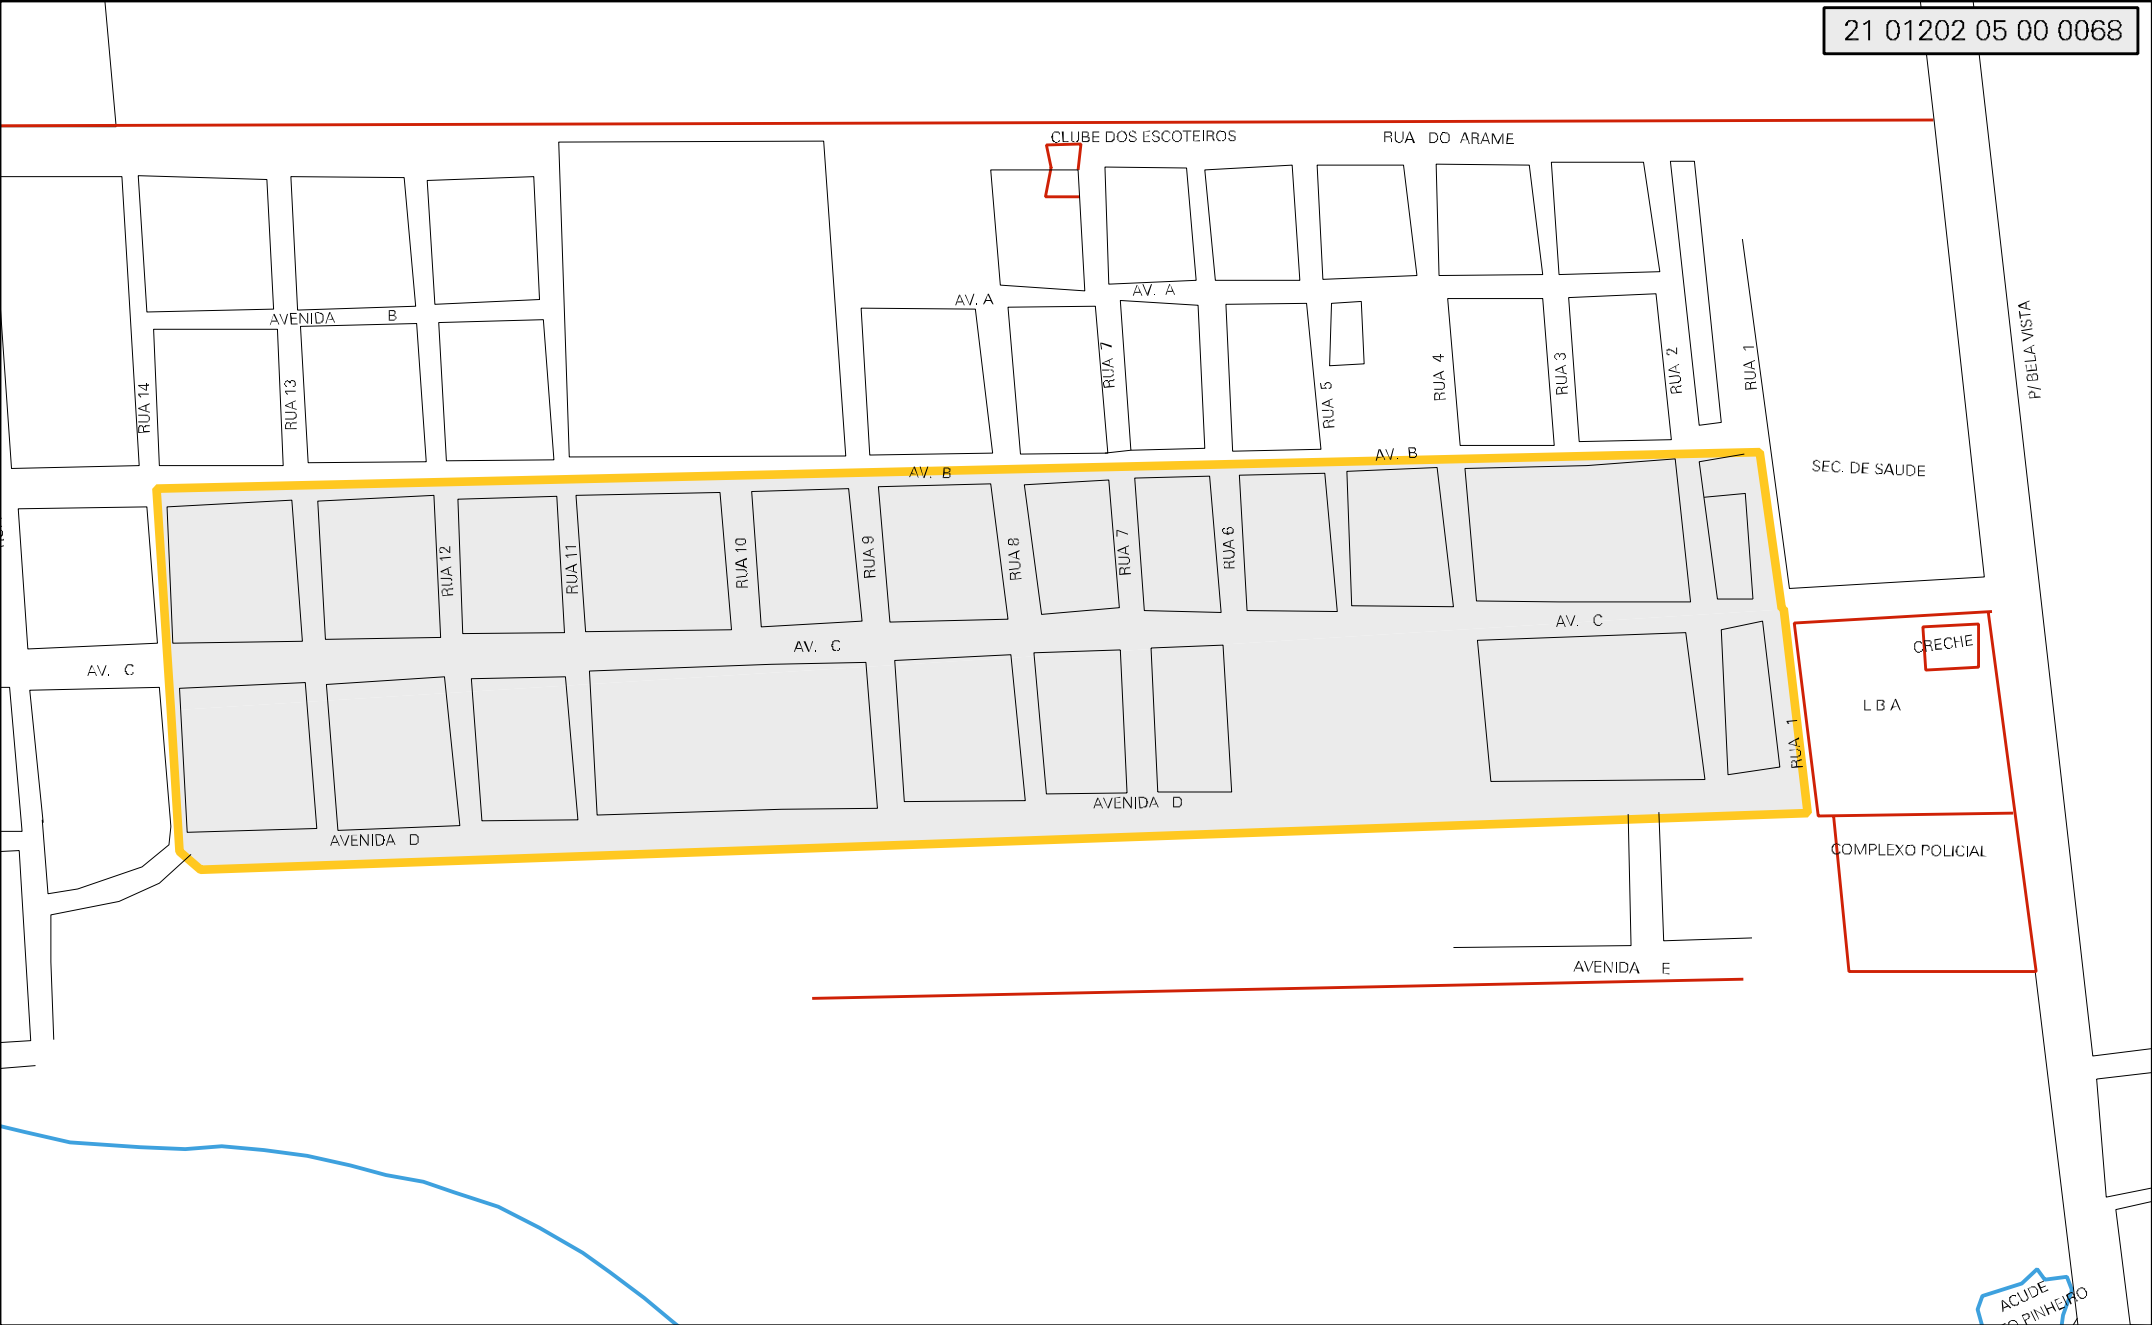 21 01202 05 00 0068
CLUBE DOS ESCOTEIROS
RUA DO ARAME
AV. A
AV. A
AVENIDA B
RUA 14
RUA 13
RUA 7
RUA 5
RUA 4
RUA 3
RUA 2
RUA 1
P/ BELA VISTA
AV. B
AV. B
SEC. DE SAUDE
RUA 12
RUA 11
RUA 10
RUA 9
RUA 8
RUA 7
RUA 6
AV. C
AV. C
AV. C
CRECHE
L B A
RUA 1
AVENIDA D
AVENIDA D
COMPLEXO POLICIAL
AVENIDA E
ACUDE
PINHEIRO